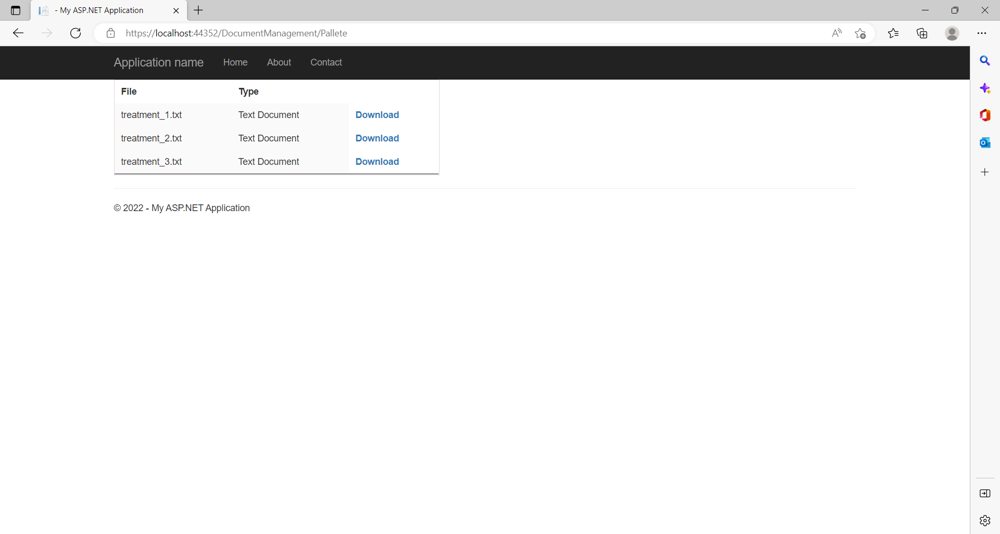 - My ASP.NET Application
https://localhost:44352/DocumentManagement/Pallete
Application name Home About Contact
File Type
treatment_1.txt Text Document Download
treatment_2.txt Text Document Download
treatment_3.txt Text Document Download
© 2022 - My ASP.NET Application